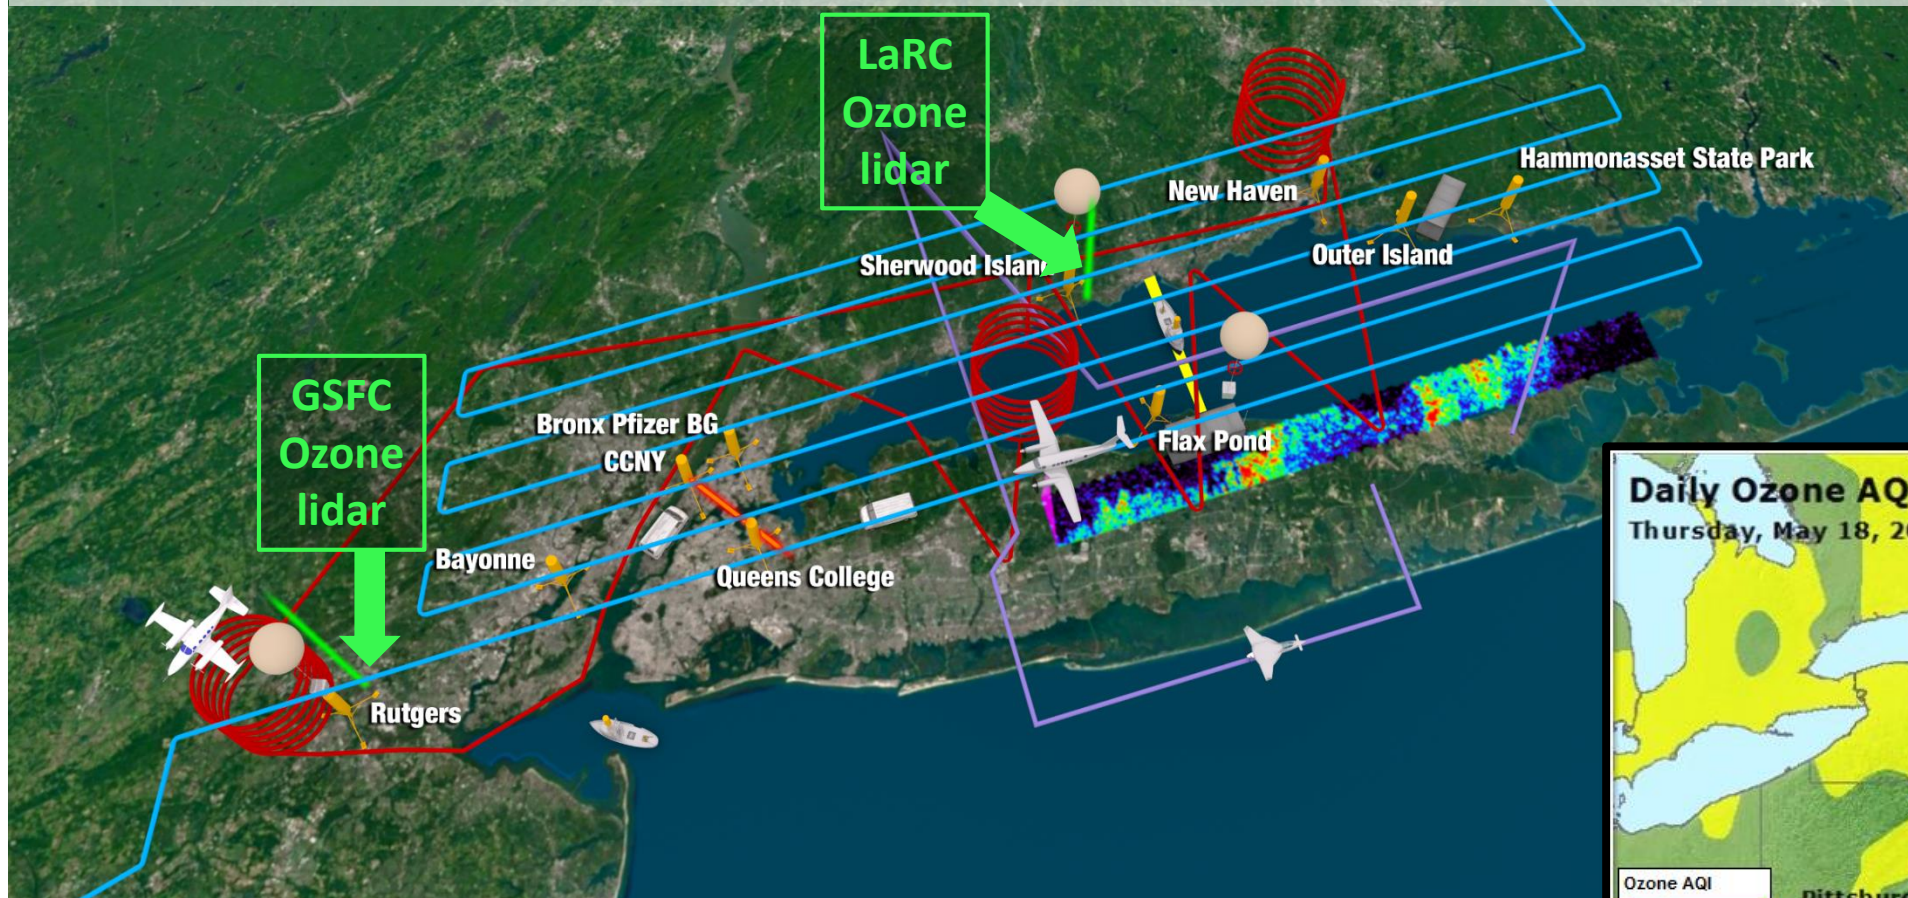 LaRC
Ozone
lidar
Hammonasset State Park
New Haven
Outer Island
Sherwood Islan
GSFC
Ozone
lidar
Bronx Pfizer BG
CCNY
Flax Pond
Bayonne
Queens College
Rutgers
Daily Ozone AQ
Thursday, May 18, 20
Ozone AQI